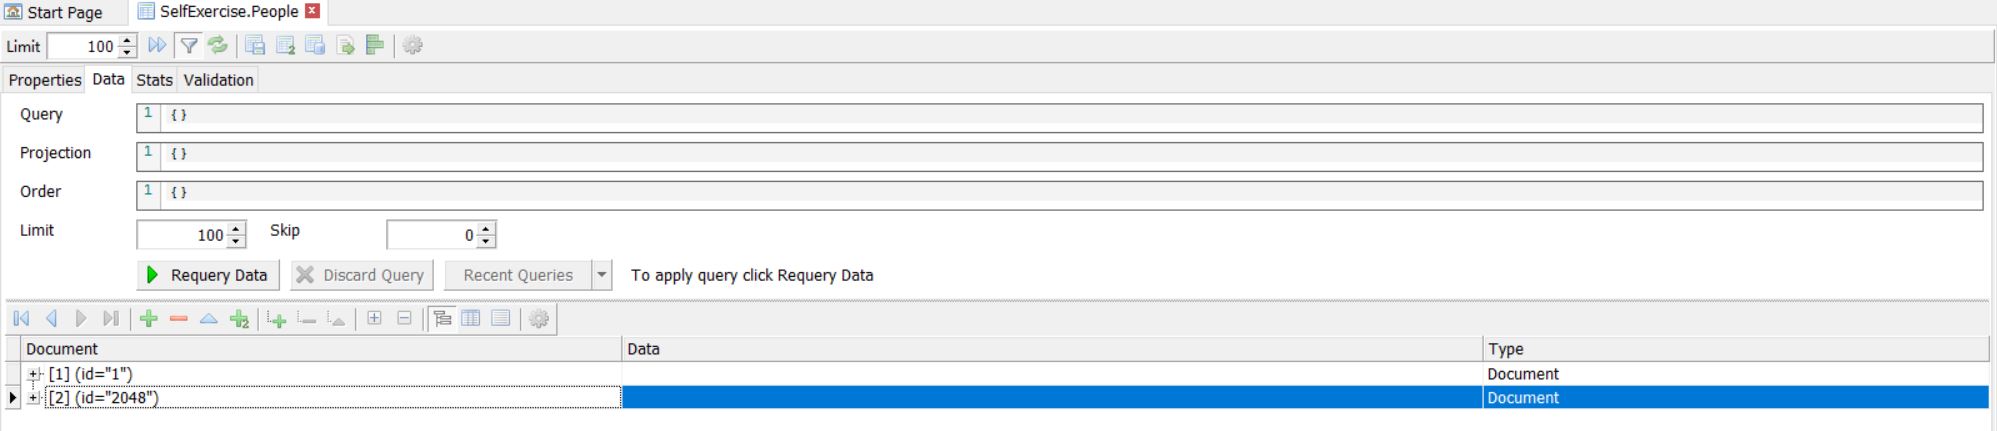 Start Page SelfExercise.People
Limit 100
Properties Data Stats Validation
Query 1 {}
Projection 1 {}
Order 1 {}
Limit 100 Skip 0
Requery Data Discard Query Recent Queries To apply query click Requery Data
Document Data Type
[1] (id="1") Document
[2] (id="2048") Document